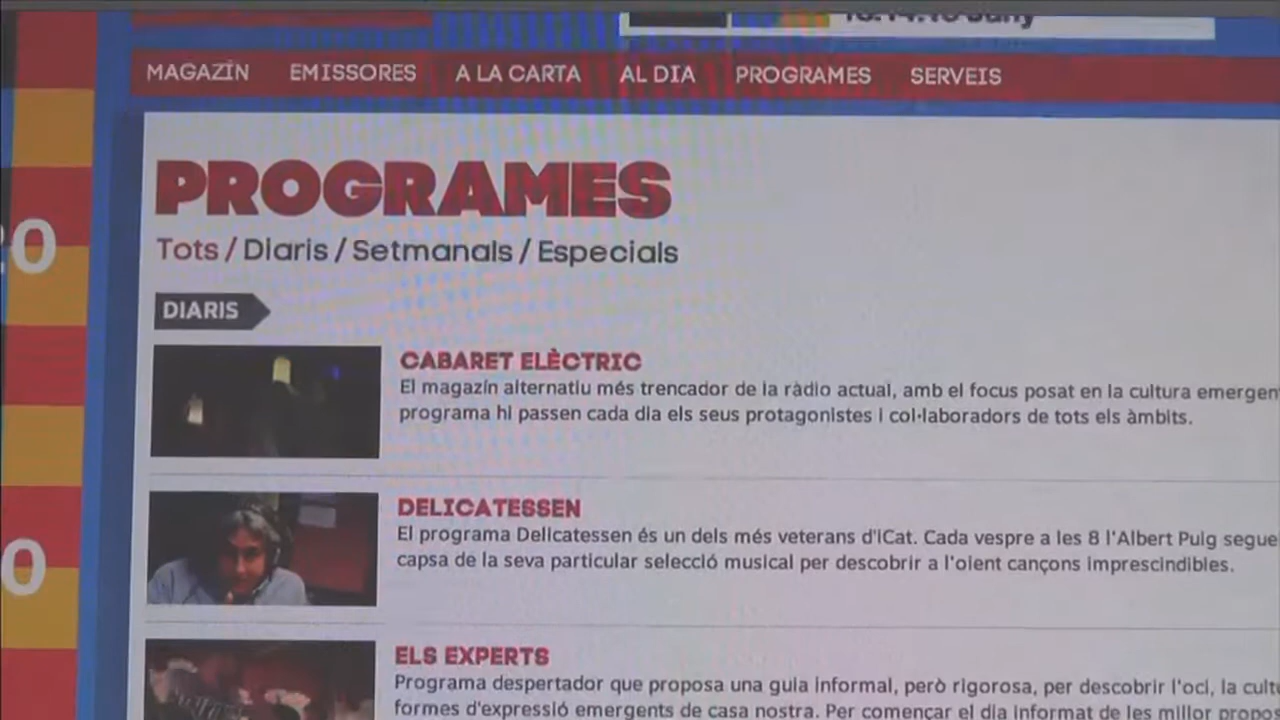 MAGAZÍN EMISSORES A LA CARTA AL DIA PROGRAMES SERVEIS
PROGRAMES
Tots / Diaris / Setmanals / Especials
DIARIS
CABARET ELÈCTRIC
El magazín alternatiu més trencador de la ràdio actual, amb el focus posat en la cultura
programa hi passen cada dia els seus protagonistes i col·laboradors de tots els àmbits.
DELICATESSEN
El programa Delicatessen és un dels més veterans d'iCat. Cada vespre a les 8 l'Albert Puig
capsa de la seva particular selecció musical per descobrir a l'oient cançons imprescindibles.
ELS EXPERTS
Programa despertador que proposa una guia informal, però rigorosa, per descobrir l'oci, la
formes d'expressió emergents de casa nostra. Per començar el dia informat de les millor